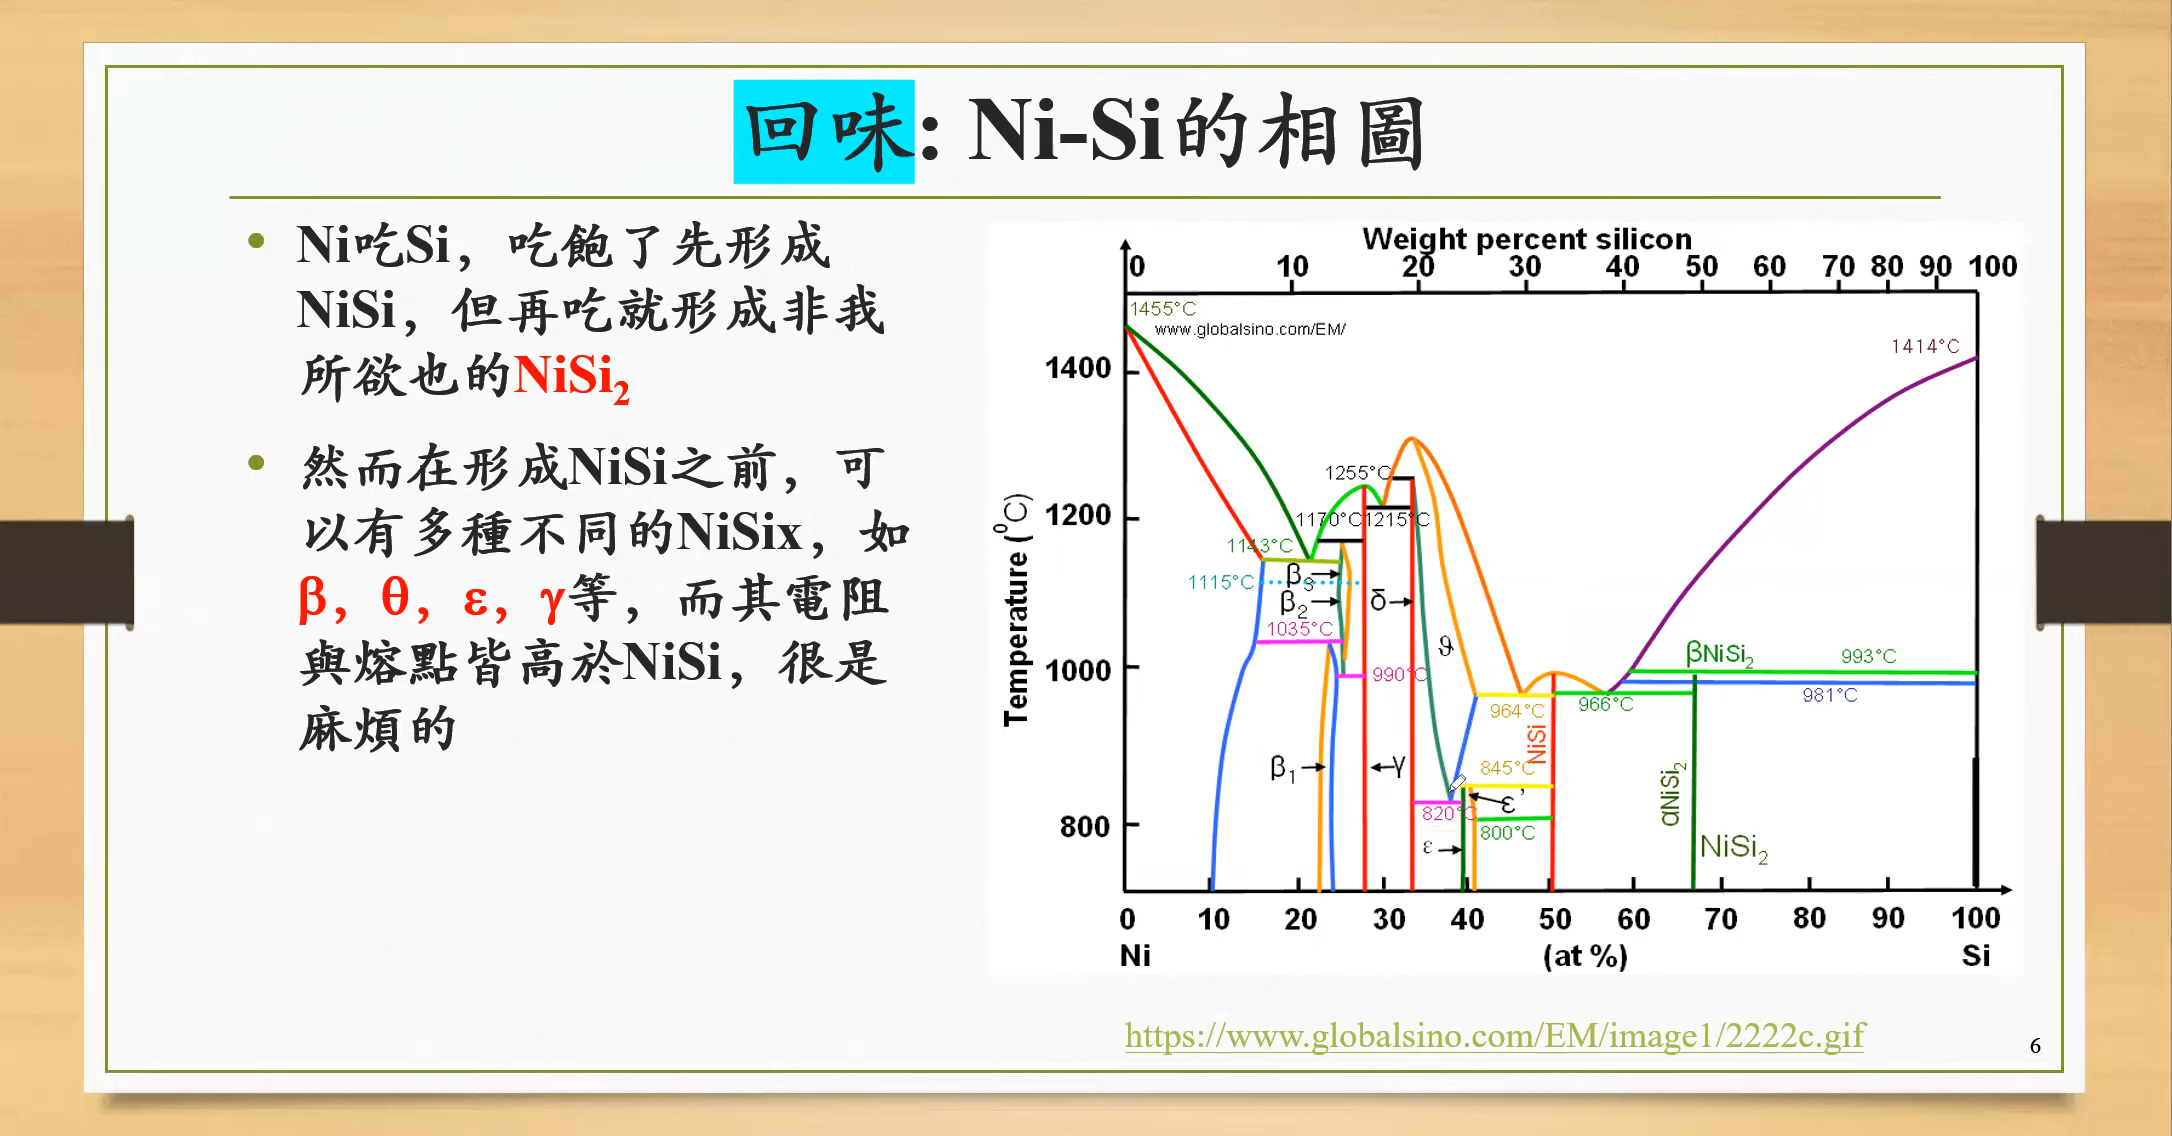 回味: Ni-Si的相圖
Ni吃Si，吃飽了先形成
NiSi，但再吃就形成非我
所欲也的NiSi₂
然而在形成NiSi之前，可
以有多種不同的NiSix，如
β，θ，ε，γ等，而其電阻
與熔點皆高於NiSi，很是
麻煩的
Weight percent silicon
0 10 20 30 40 50 60 70 80 90 100
1455°C
www.globalsino.com/EM/
1414°C
1400
1255°C
1200
1170°C 1215°C
1143°C
1115°C
β₃
β₂
δ
1035°C
ϑ
1000
990°C
βNiSi₂
993°C
981°C
964°C
966°C
NiSi
β₁
γ
845°C
αNiSi₂
ε’
800
820°C
800°C
ε
NiSi₂
Temperature (⁰C)
0 10 20 30 40 50 60 70 80 90 100
Ni (at %) Si
https://www.globalsino.com/EM/image1/2222c.gif
6